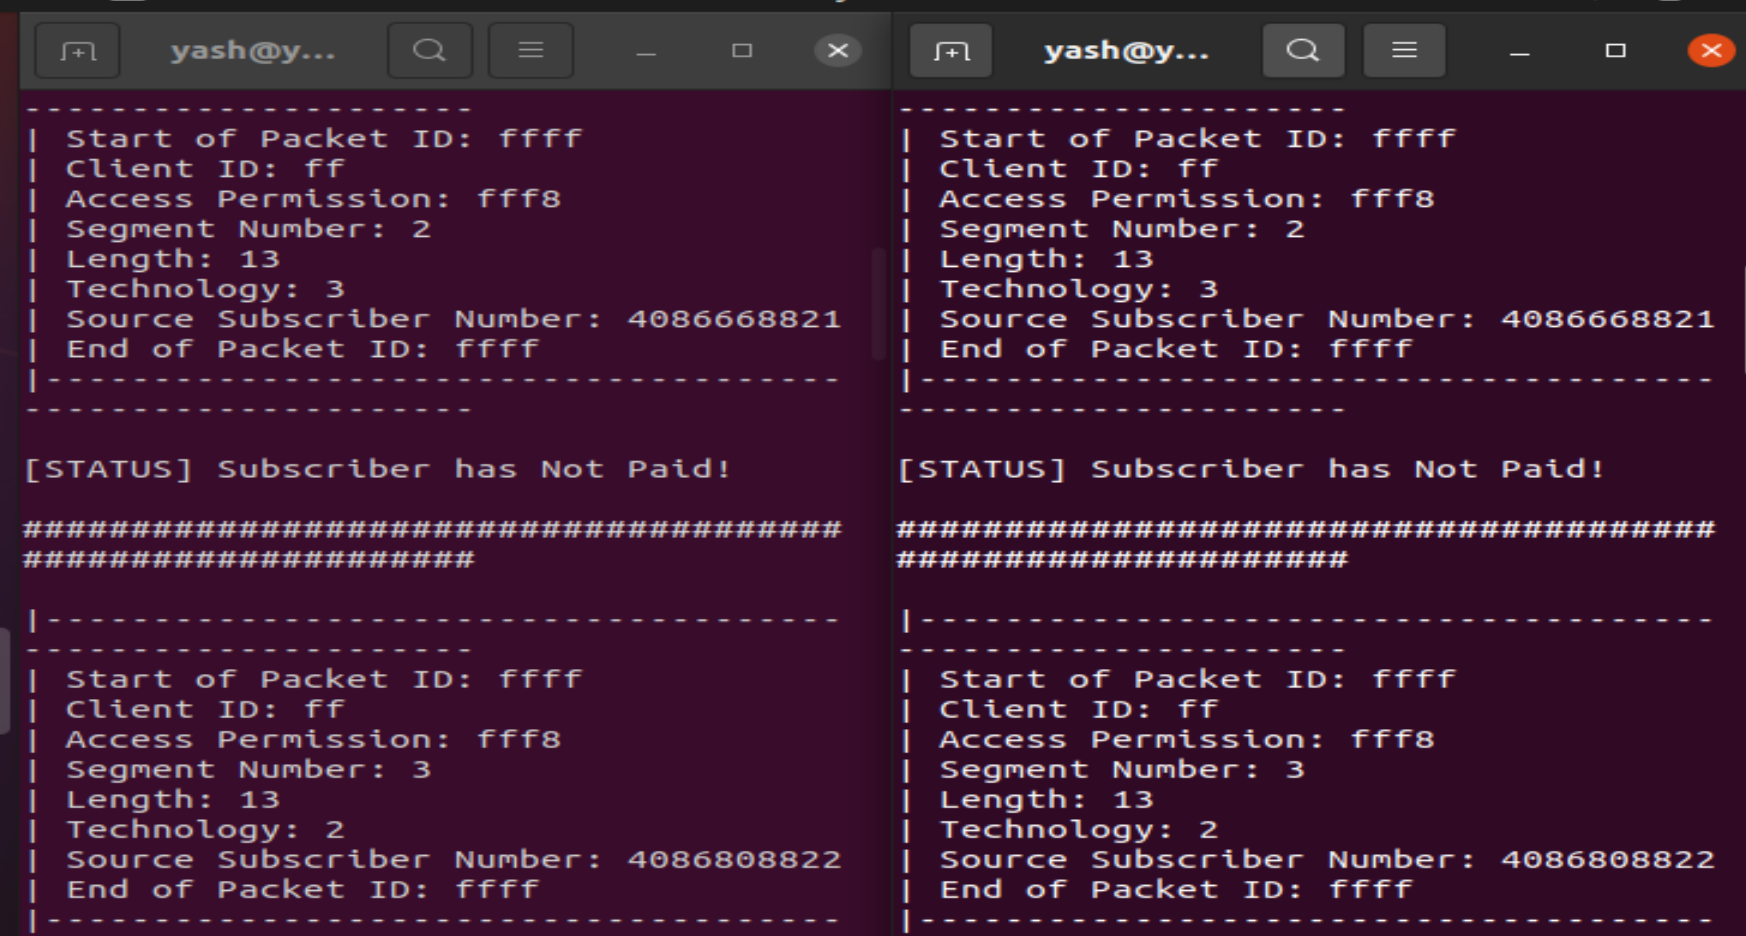 yash@y...
---------------------
| Start of Packet ID: ffff
| Client ID: ff
| Access Permission: fff8
| Segment Number: 2
| Length: 13
| Technology: 3
| Source Subscriber Number: 4086668821
| End of Packet ID: ffff
|-------------------------------------
---------------------
[STATUS] Subscriber has Not Paid!
######################################
#####################
|-------------------------------------
---------------------
| Start of Packet ID: ffff
| Client ID: ff
| Access Permission: fff8
| Segment Number: 3
| Length: 13
| Technology: 2
| Source Subscriber Number: 4086808822
| End of Packet ID: ffff
|-------------------------------------
yash@y...
---------------------
| Start of Packet ID: ffff
| Client ID: ff
| Access Permission: fff8
| Segment Number: 2
| Length: 13
| Technology: 3
| Source Subscriber Number: 4086668821
| End of Packet ID: ffff
|-------------------------------------
---------------------
[STATUS] Subscriber has Not Paid!
######################################
#####################
|-------------------------------------
---------------------
| Start of Packet ID: ffff
| Client ID: ff
| Access Permission: fff8
| Segment Number: 3
| Length: 13
| Technology: 2
| Source Subscriber Number: 4086808822
| End of Packet ID: ffff
|-------------------------------------